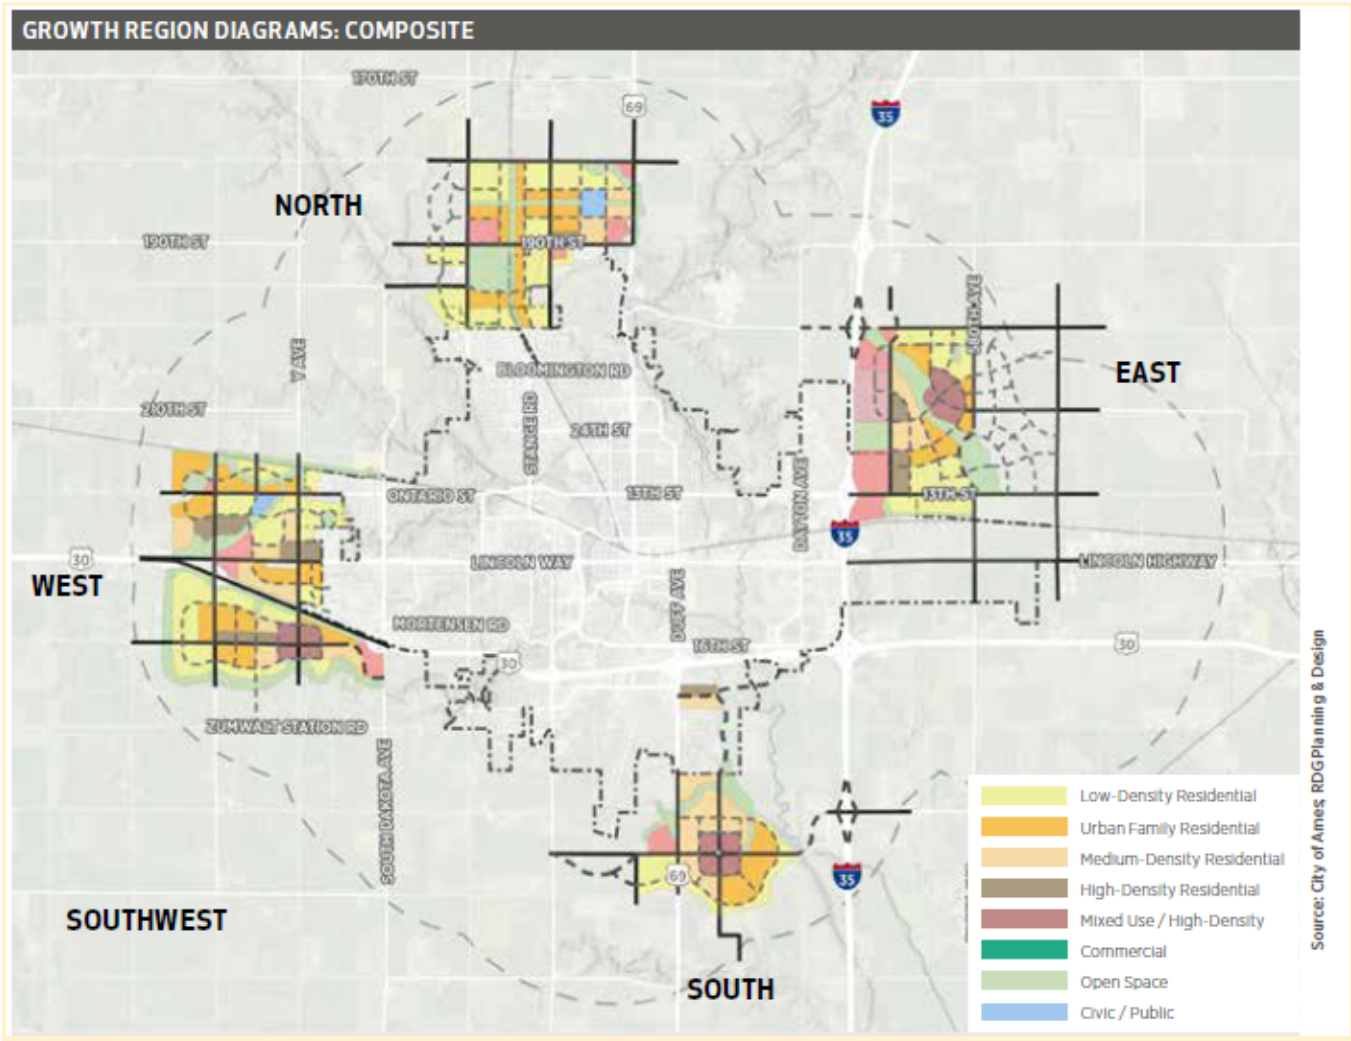 GROWTH REGION DIAGRAMS: COMPOSITE
170TH ST
69
35
NORTH
190TH ST
190TH ST
580TH AVE
Y AVE
BLOOMINGTON RD
EAST
210TH ST
STANGE RD
24TH ST
ONTARIO ST
13TH ST
13TH ST
DAYTON AVE
35
30
LINCOLN WAY
LINCOLN HIGHWAY
WEST
DUFF AVE
MORTENSEN RD
16TH ST
30
30
ZUMWALT STATION RD
SOUTH DAKOTA AVE
69
35
SOUTHWEST
SOUTH
Low-Density Residential
Urban Family Residential
Medium-Density Residential
High-Density Residential
Mixed Use / High-Density
Commercial
Open Space
Civic / Public
Source: City of Ames, RDG Planning & Design